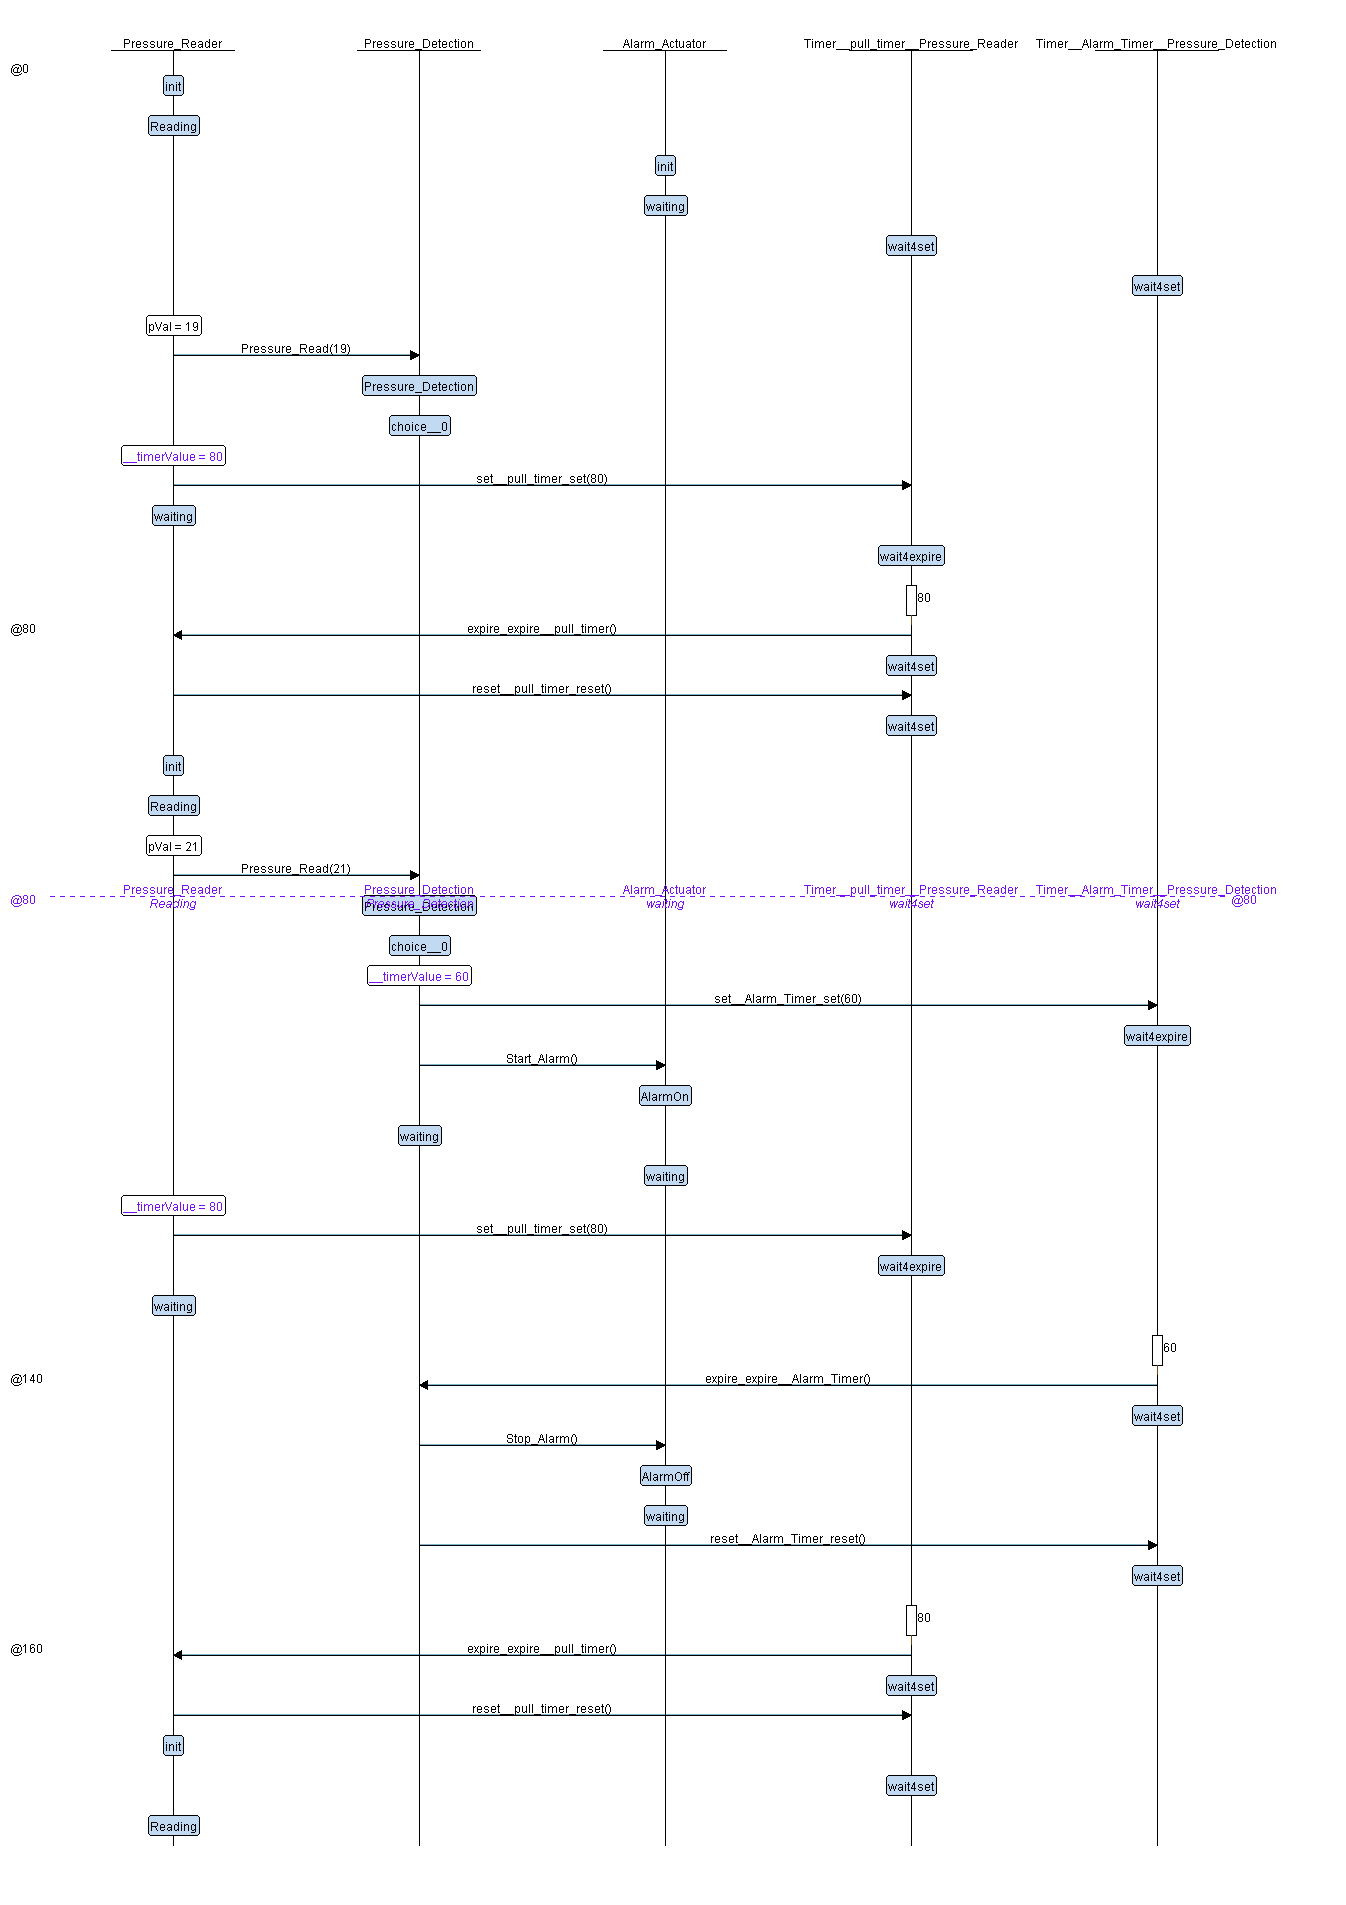 Pressure_Reader Pressure_Detection Alarm_Actuator Timer__pull_timer__Pressure_Reader Timer__Alarm_Timer__Pressure_Detection
@0
init
Reading
init
waiting
wait4set
wait4set
pVal = 19
Pressure_Read(19)
Pressure_Detection
choice__0
__timerValue = 80
set__pull_timer_set(80)
waiting
wait4expire
80
@80 expire_expire__pull_timer()
wait4set
reset__pull_timer_reset()
wait4set
init
Reading
pVal = 21
Pressure_Read(21)
Pressure_Reader Pressure_Detection Alarm_Actuator Timer__pull_timer__Pressure_Reader Timer__Alarm_Timer__Pressure_Detection
@80 Reading Pressure_Detection waiting wait4set wait4set @80
Pressure_Detection
choice__0
__timerValue = 60
set__Alarm_Timer_set(60)
wait4expire
Start_Alarm()
AlarmOn
waiting
waiting
__timerValue = 80
set__pull_timer_set(80)
wait4expire
waiting
60
@140 expire_expire__Alarm_Timer()
wait4set
Stop_Alarm()
AlarmOff
waiting
reset__Alarm_Timer_reset()
wait4set
80
@160 expire_expire__pull_timer()
wait4set
reset__pull_timer_reset()
init
wait4set
Reading